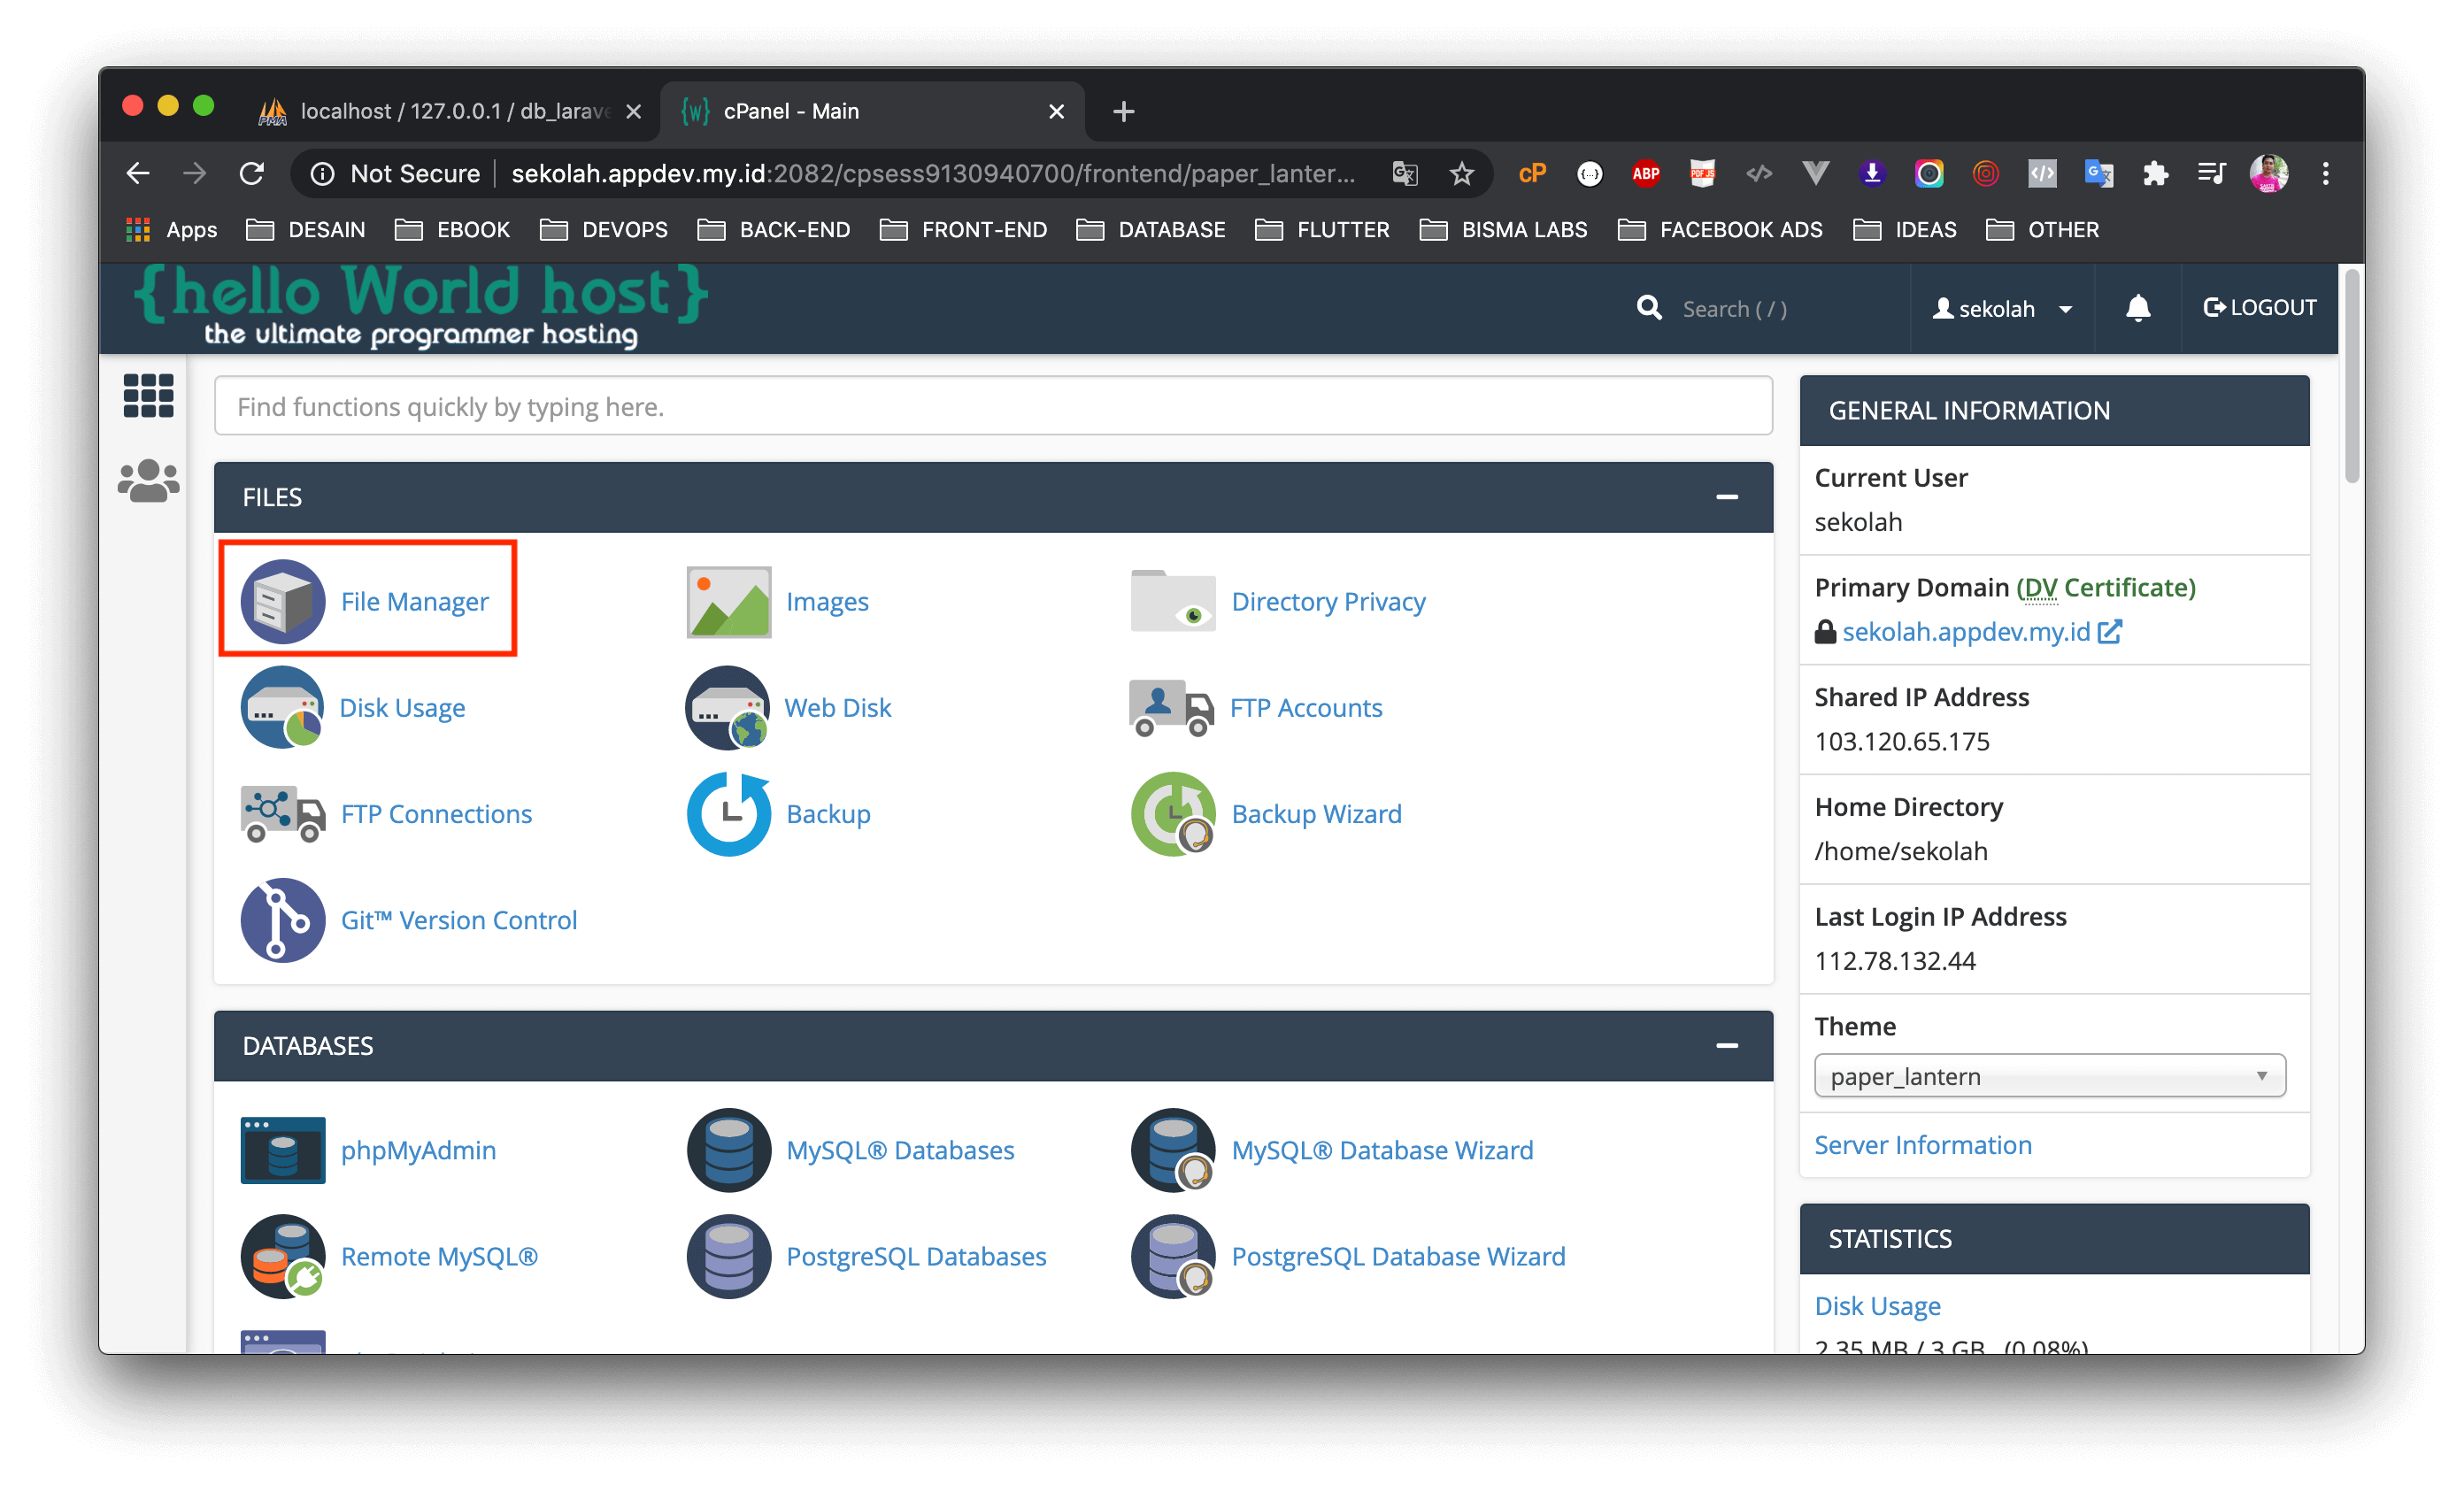 localhost / 127.0.0.1 / db_larave
cPanel - Main
Not Secure
sekolah.appdev.my.id:2082/cpsess9130940700/frontend/paper_lanter...
cP
ABP
Apps
DESAIN
EBOOK
DEVOPS
BACK-END
FRONT-END
DATABASE
FLUTTER
BISMA LABS
FACEBOOK ADS
IDEAS
OTHER
{hello World host}
the ultimate programmer hosting
Search ( / )
sekolah
LOGOUT
Find functions quickly by typing here.
FILES
File Manager
Images
Directory Privacy
Disk Usage
Web Disk
FTP Accounts
FTP Connections
Backup
Backup Wizard
Git™ Version Control
DATABASES
phpMyAdmin
MySQL® Databases
MySQL® Database Wizard
Remote MySQL®
PostgreSQL Databases
PostgreSQL Database Wizard
GENERAL INFORMATION
Current User
sekolah
Primary Domain (DV Certificate)
sekolah.appdev.my.id
Shared IP Address
103.120.65.175
Home Directory
/home/sekolah
Last Login IP Address
112.78.132.44
Theme
paper_lantern
Server Information
STATISTICS
Disk Usage
2.35 MB / 3 GB (0.08%)